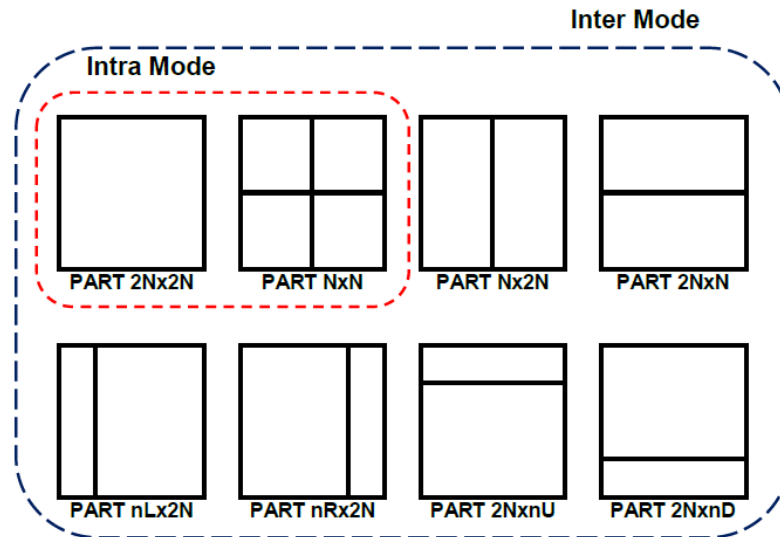 Inter Mode
Intra Mode
PART 2Nx2N
PART NxN
PART Nx2N
PART 2NxN
PART nLx2N
PART nRx2N
PART 2NxnU
PART 2NxnD